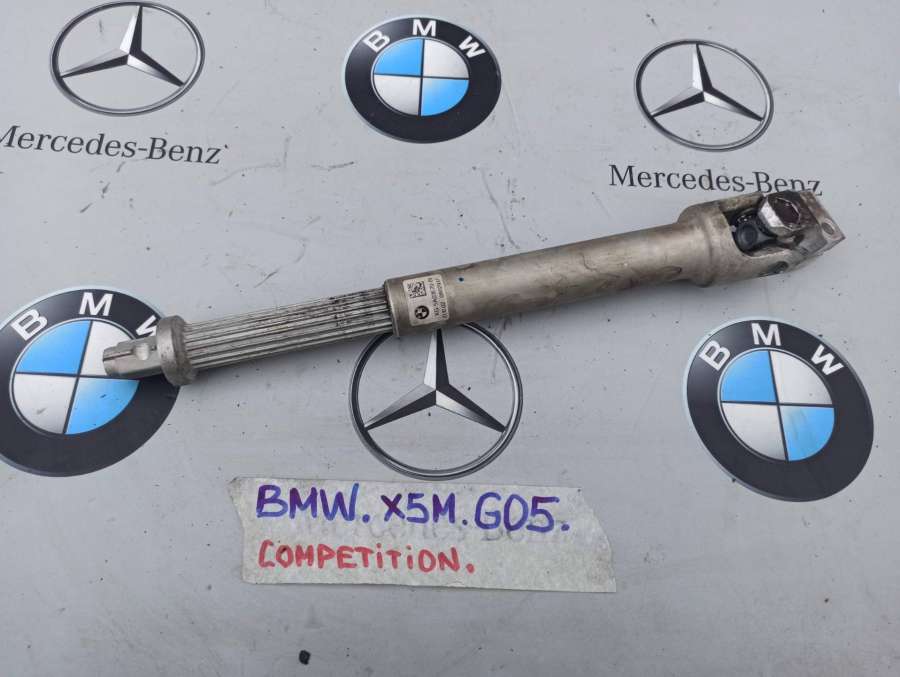 BMW
Mercedes-Benz
Mercedes-Benz
BMW
BMW
BMW. X5M. G05.
COMPETITION.